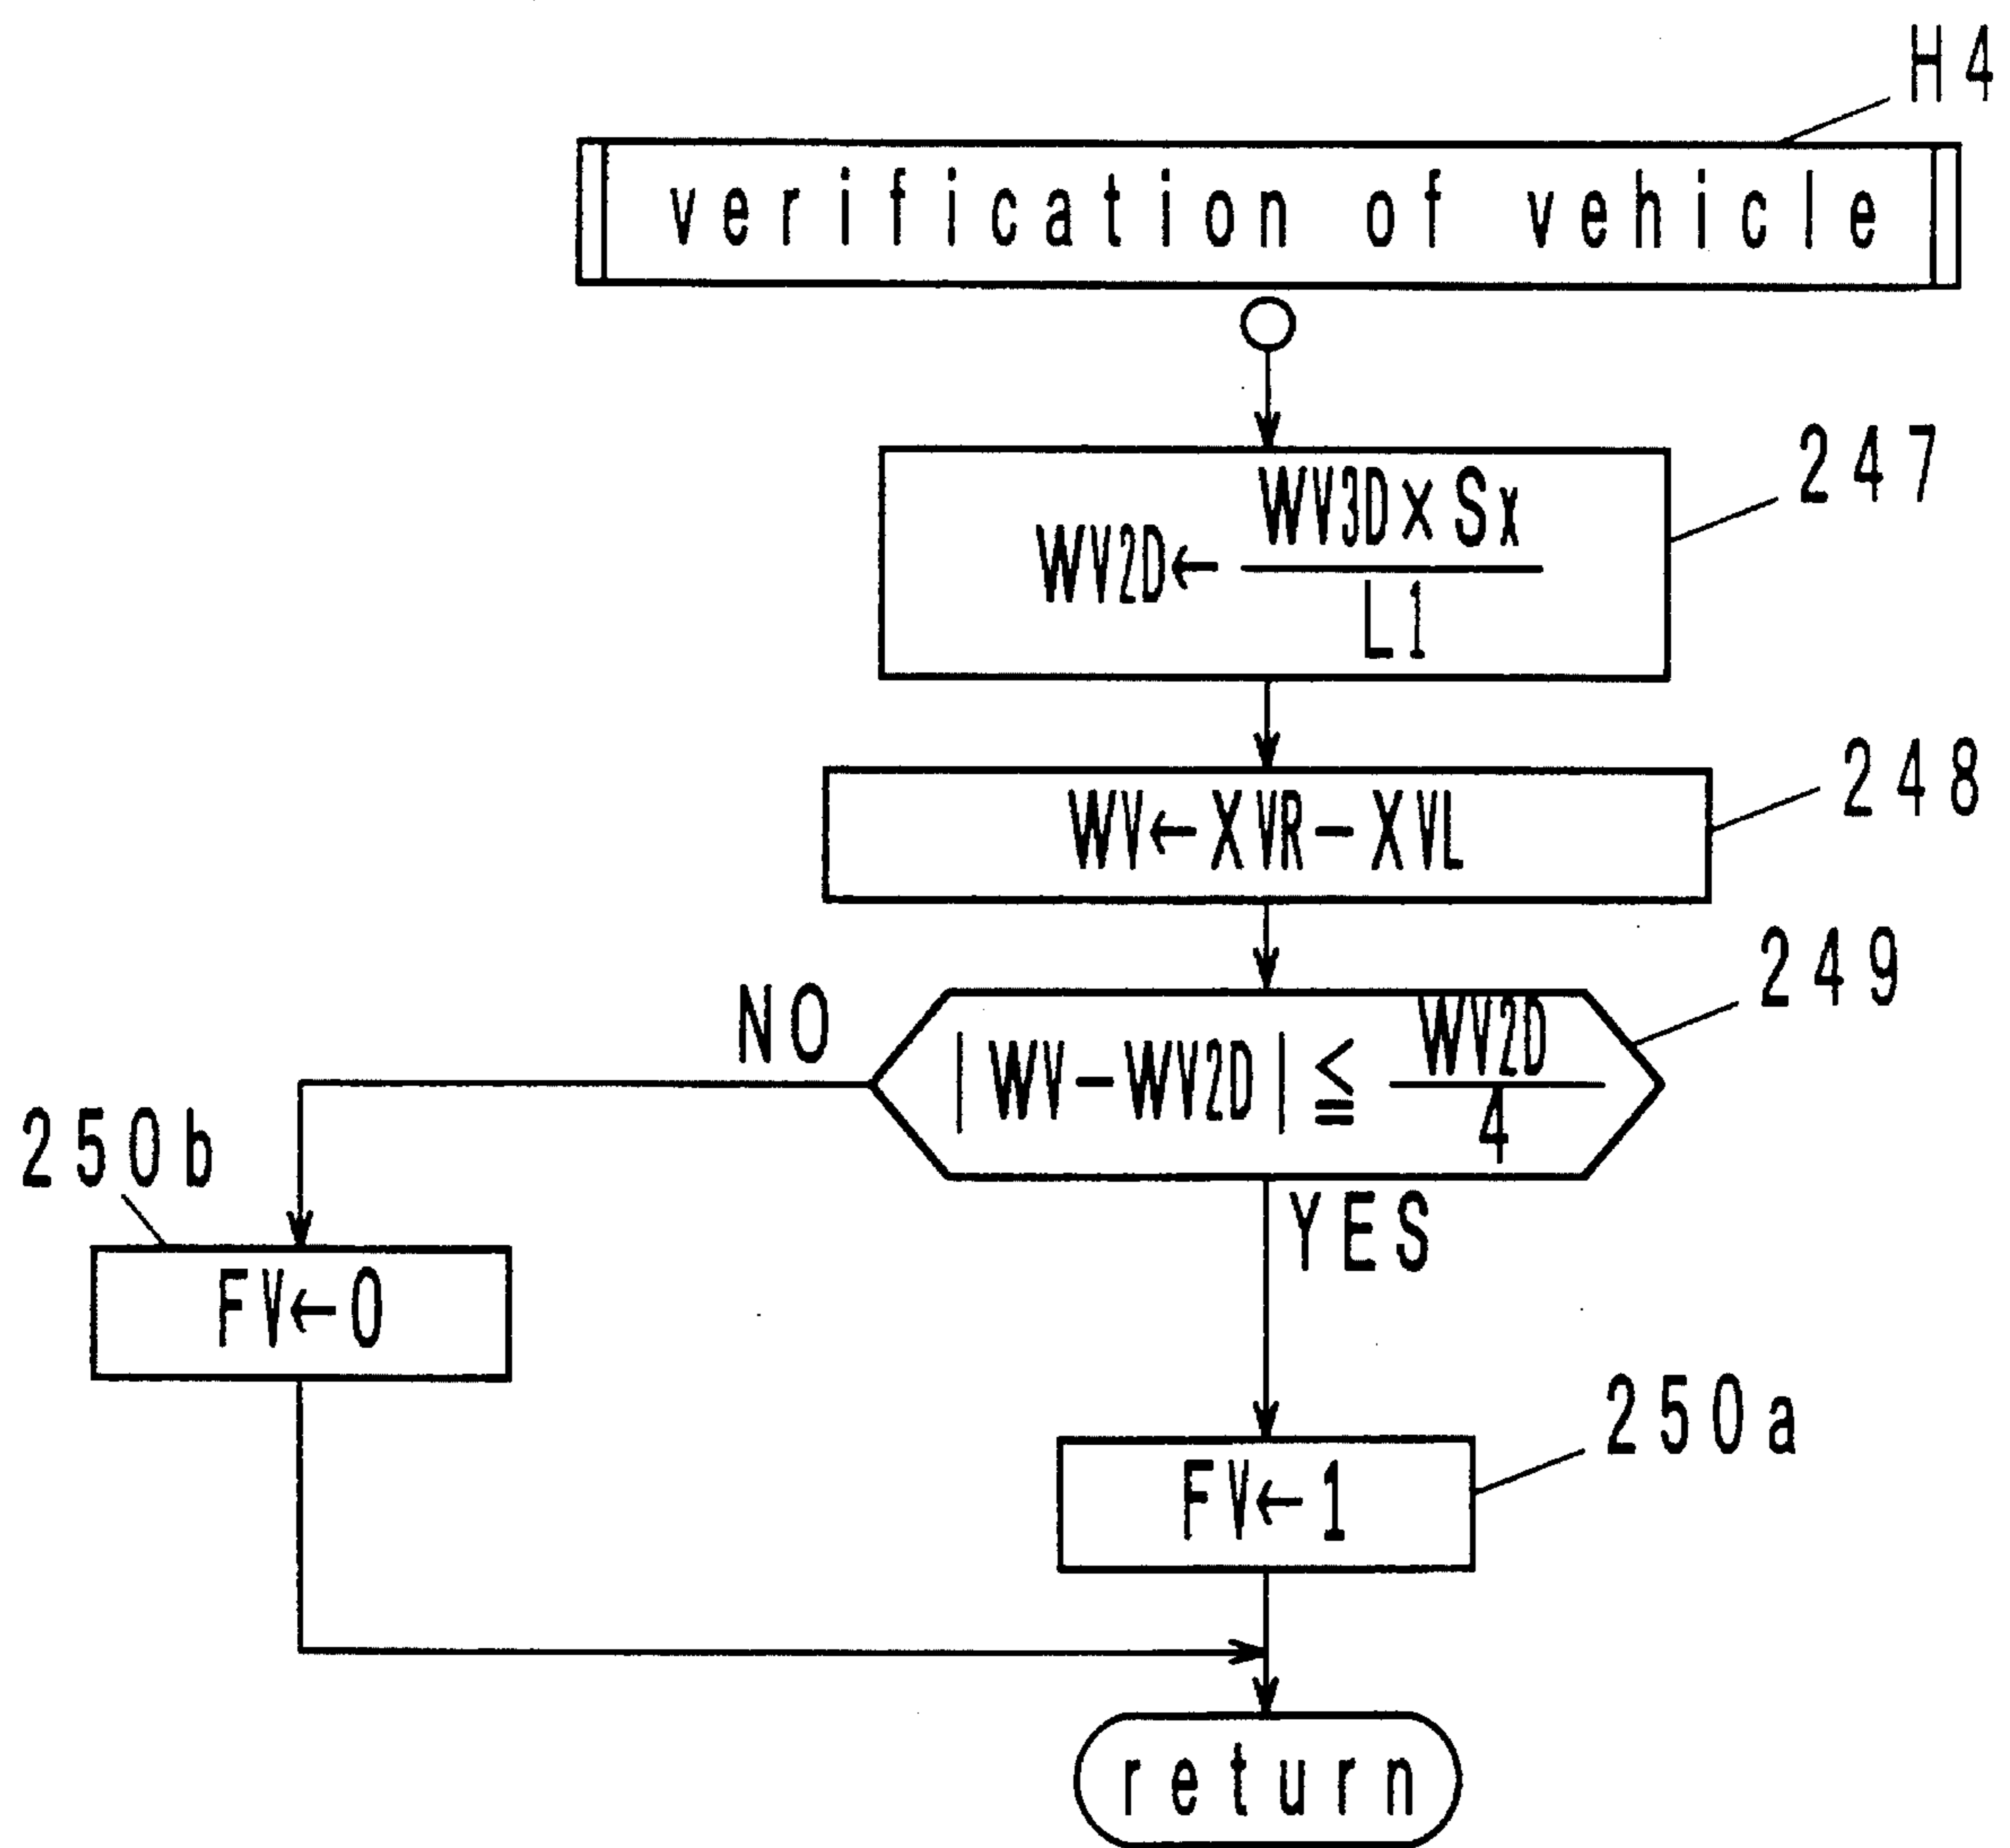 H4
verification of vehicle
247
WV2D←WV3D×Sx
L1
248
WV←XVR−XVL
249
NO
|WV−WV2D|≦WV2D
4
250b
YES
FV←0
250a
FV←1
return